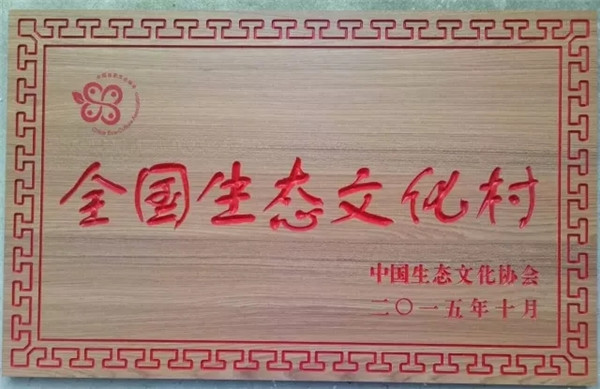 全国生态文化村
中国生态文化协会
二〇一五年十月